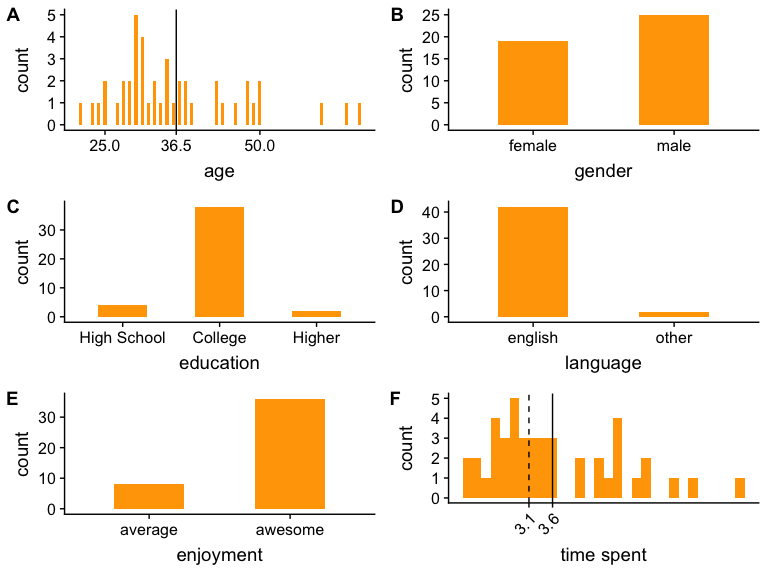 A
count
5
4
3
2
1
0
25.0 36.5 50.0
age
B
count
25
20
15
10
5
0
female male
gender
C
count
30
20
10
0
High School College Higher
education
D
count
40
30
20
10
0
english other
language
E
count
30
20
10
0
average awesome
enjoyment
F
count
5
4
3
2
1
0
3.1 3.6
time spent